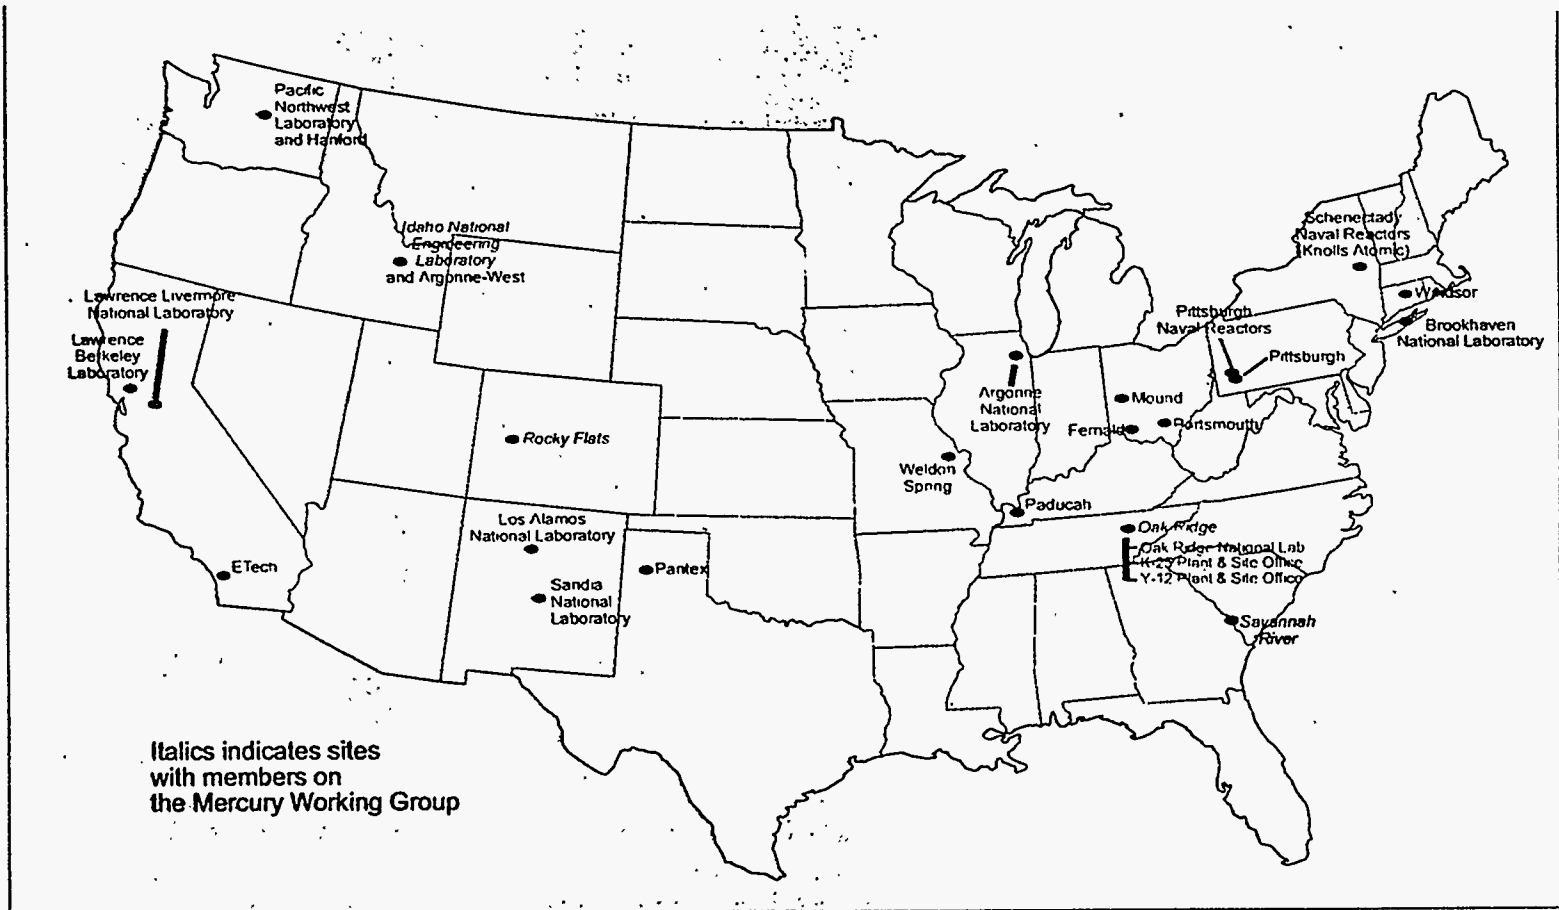 Pacific
Northwest
Laboratory
and Hanford
Idaho National
Engineering
Laboratory
and Argonne-West
Lawrence Livermore
National Laboratory
Lawrence
Berkeley
Laboratory
Rocky Flats
Los Alamos
National Laboratory
ETech
Pantex
Sandia
National
Laboratory
Weldon
Spring
Argonne
National
Laboratory
Paducah
Mound
Fernald
Portsmouth
Pittsburgh
Naval Reactors
Pittsburgh
Schenectady
Naval Reactors
(Knolls Atomic)
Windsor
Brookhaven
National Laboratory
Oak Ridge
Oak Ridge National Lab
K-25 Plant & Site Office
Y-12 Plant & Site Office
Savannah
River
Italics indicates sites
with members on
the Mercury Working Group